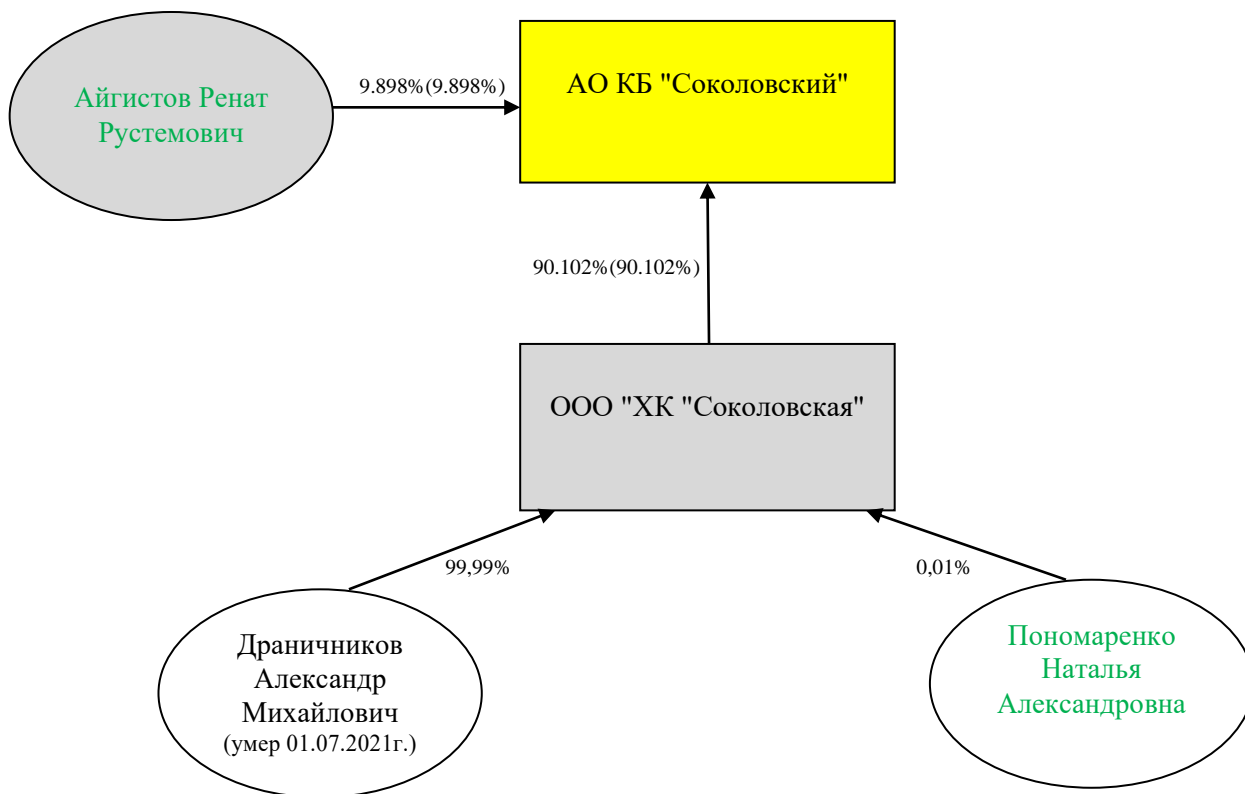 9.898%(9.898%)
АО КБ "Соколовский"
Айгистов Ренат
Рустемович
90.102%(90.102%)
ООО "ХК "Соколовская"
99,99%
0,01%
Драничников
Александр
Михайлович
(умер 01.07.2021г.)
Пономаренко
Наталья
Александровна